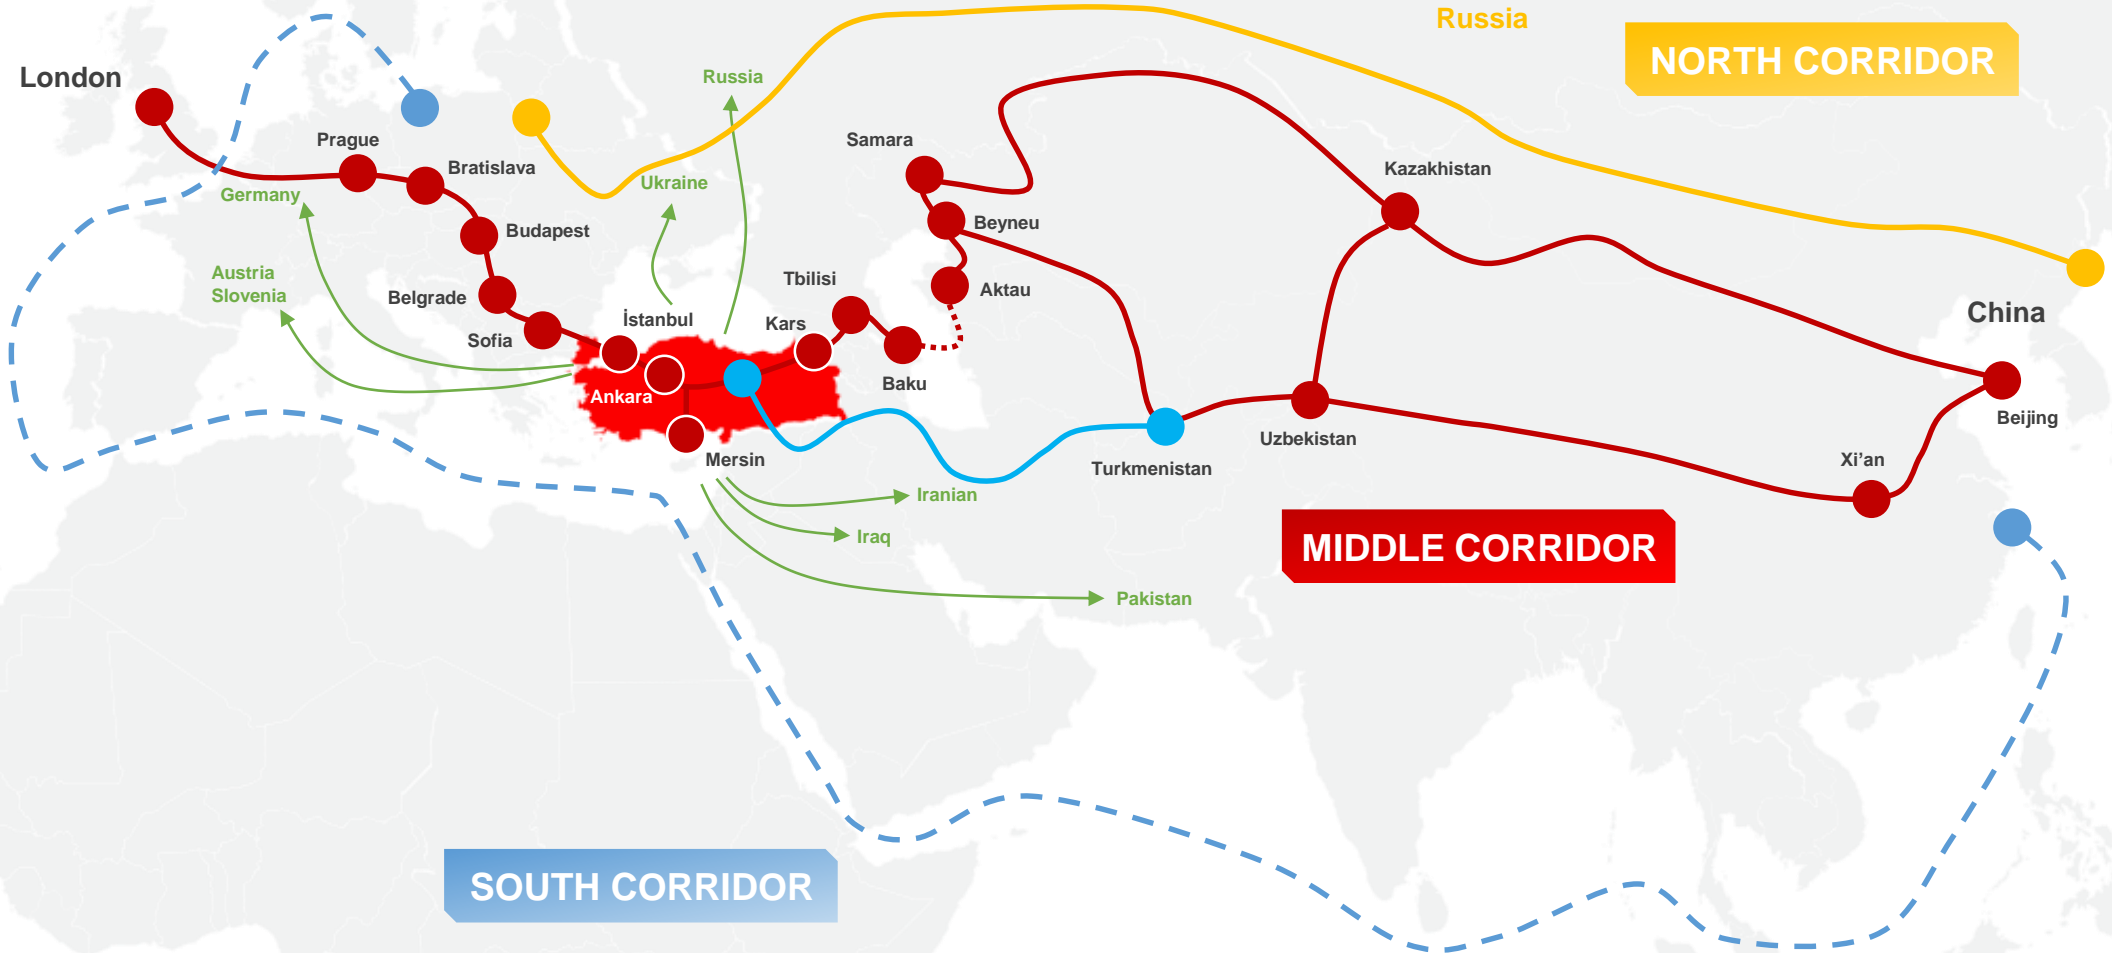 Russia
NORTH CORRIDOR
London
Russia
Prague
Samara
Bratislava
Kazakhstan
Ukraine
Germany
Beyneu
Budapest
Austria
Slovenia
Tbilisi
Aktau
Belgrade
China
İstanbul
Kars
Sofia
Baku
Ankara
Beijing
Uzbekistan
Mersin
Xi’an
Turkmenistan
Iranian
Iraq
MIDDLE CORRIDOR
Pakistan
SOUTH CORRIDOR